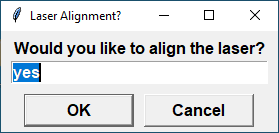 Laser Alignment?
Would you like to align the laser?
yes
OK Cancel